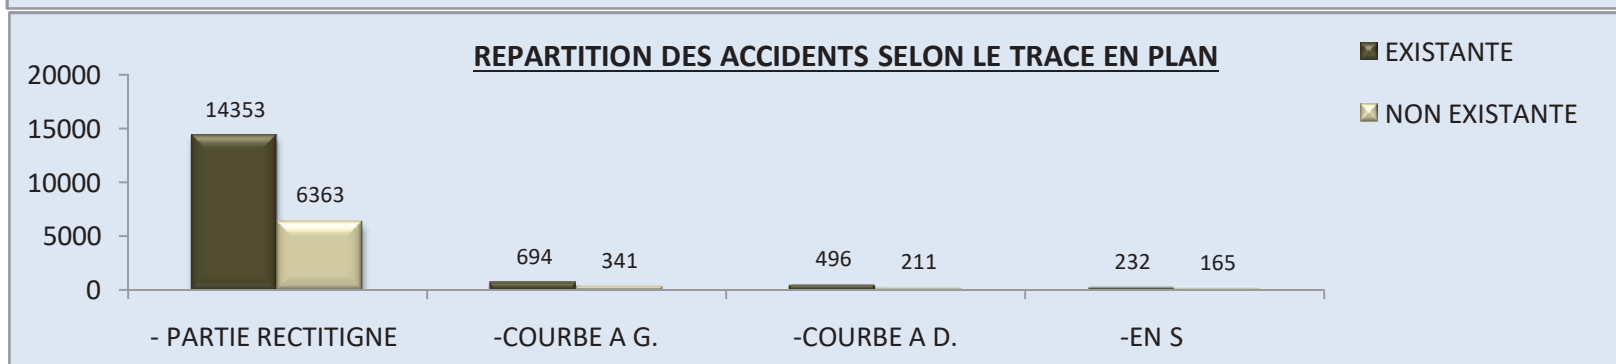 REPARTITION DES ACCIDENTS SELON LE TRACE EN PLAN
EXISTANTE
NON EXISTANTE
20000
15000
10000
5000
0
14353
6363
694
341
496
211
232
165
- PARTIE RECTITIGNE
-COURBE A G.
-COURBE A D.
-EN S